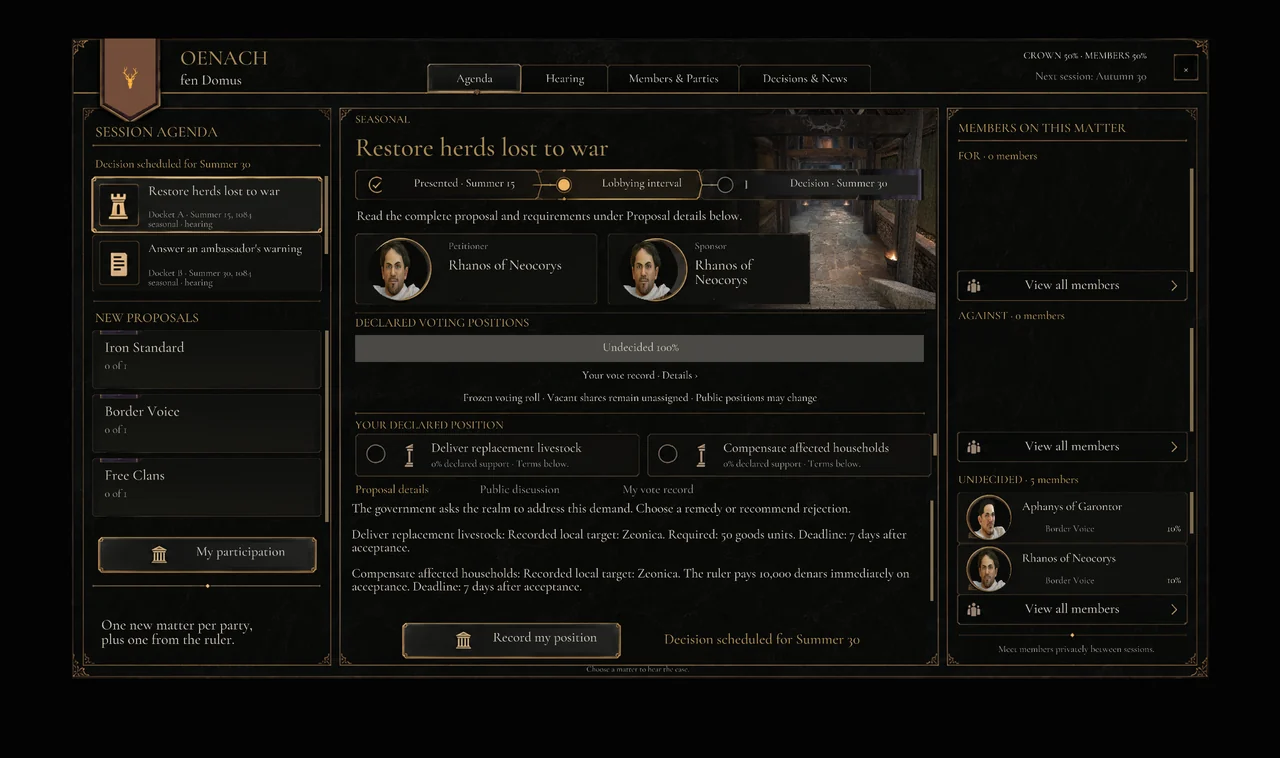 OENACH
fen Domus
Agenda
Hearing
Members & Parties
Decisions & News
CROWN 50% · MEMBERS 50%
Next session: Autumn 30
×
SESSION AGENDA
Decision scheduled for Summer 30
Restore herds lost to war
Docket A · Summer 15, 1084
seasonal · hearing
Answer an ambassador's warning
Docket B · Summer 30, 1084
seasonal · hearing
NEW PROPOSALS
Iron Standard
0 of 1
Border Voice
0 of 1
Free Clans
0 of 1
My participation
One new matter per party,
plus one from the ruler.
SEASONAL
Restore herds lost to war
Presented · Summer 15
Lobbying interval
Decision · Summer 30
Read the complete proposal and requirements under Proposal details below.
Petitioner
Rhanos of Neocorys
Sponsor
Rhanos of
Neocorys
DECLARED VOTING POSITIONS
Undecided 100%
Your vote record · Details ›
Frozen voting roll · Vacant shares remain unassigned · Public positions may change
YOUR DECLARED POSITION
Deliver replacement livestock
0% declared support · Terms below.
Compensate affected households
0% declared support · Terms below.
Proposal details
Public discussion
My vote record
The government asks the realm to address this demand. Choose a remedy or recommend rejection.
Deliver replacement livestock: Recorded local target: Zeonica. Required: 50 goods units. Deadline: 7 days after
acceptance.
Compensate affected households: Recorded local target: Zeonica. The ruler pays 10,000 denars immediately on
acceptance. Deadline: 7 days after acceptance.
Record my position
Decision scheduled for Summer 30
Choose a matter to hear the case.
MEMBERS ON THIS MATTER
FOR · 0 members
View all members
AGAINST · 0 members
View all members
UNDECIDED · 5 members
Aphanys of Garontor
Border Voice
10%
Rhanos of Neocorys
Border Voice
10%
View all members
Meet members privately between sessions.